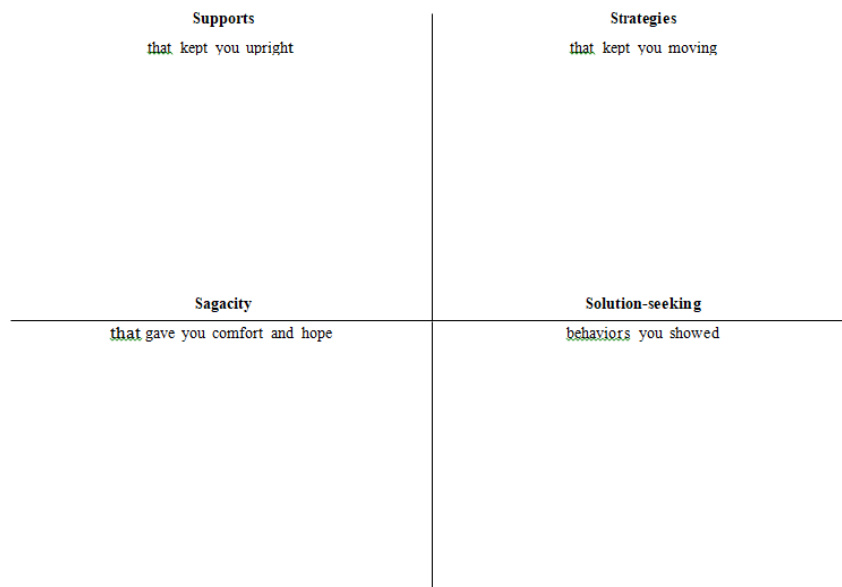 Supports
that kept you upright
Strategies
that kept you moving
Sagacity
that gave you comfort and hope
Solution-seeking
behaviors you showed